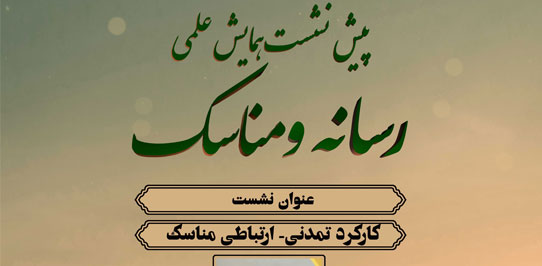 پیش نشست همایش علمی
رسانه و مناسک
عنوان نشست
کارکرد تمدنی- ارتباطی مناسک